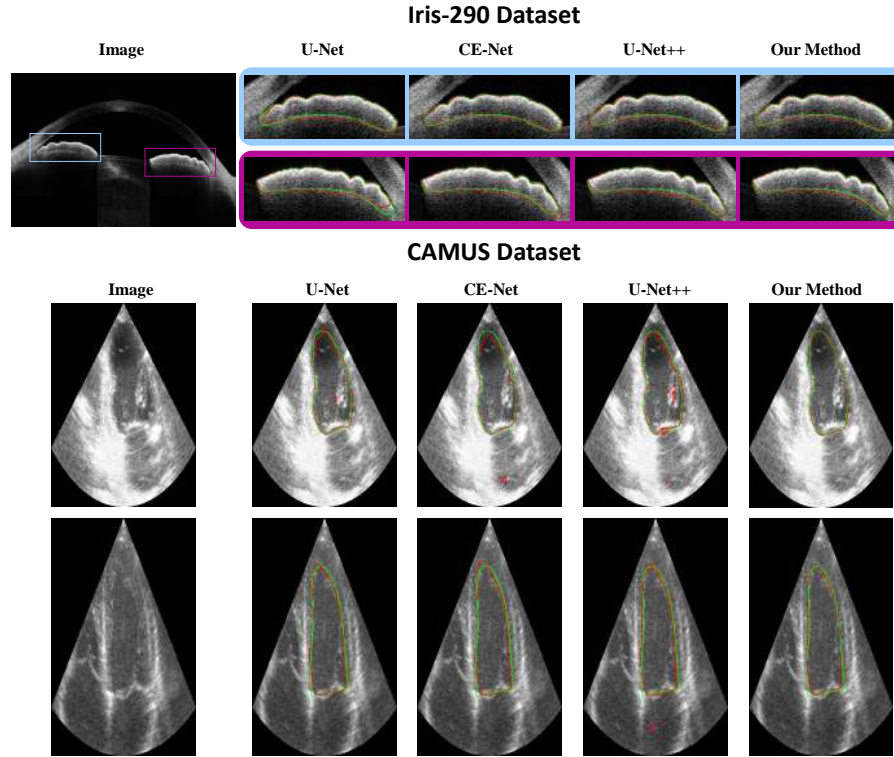 Iris-290 Dataset
Image U-Net CE-Net U-Net++ Our Method
CAMUS Dataset
Image U-Net CE-Net U-Net++ Our Method